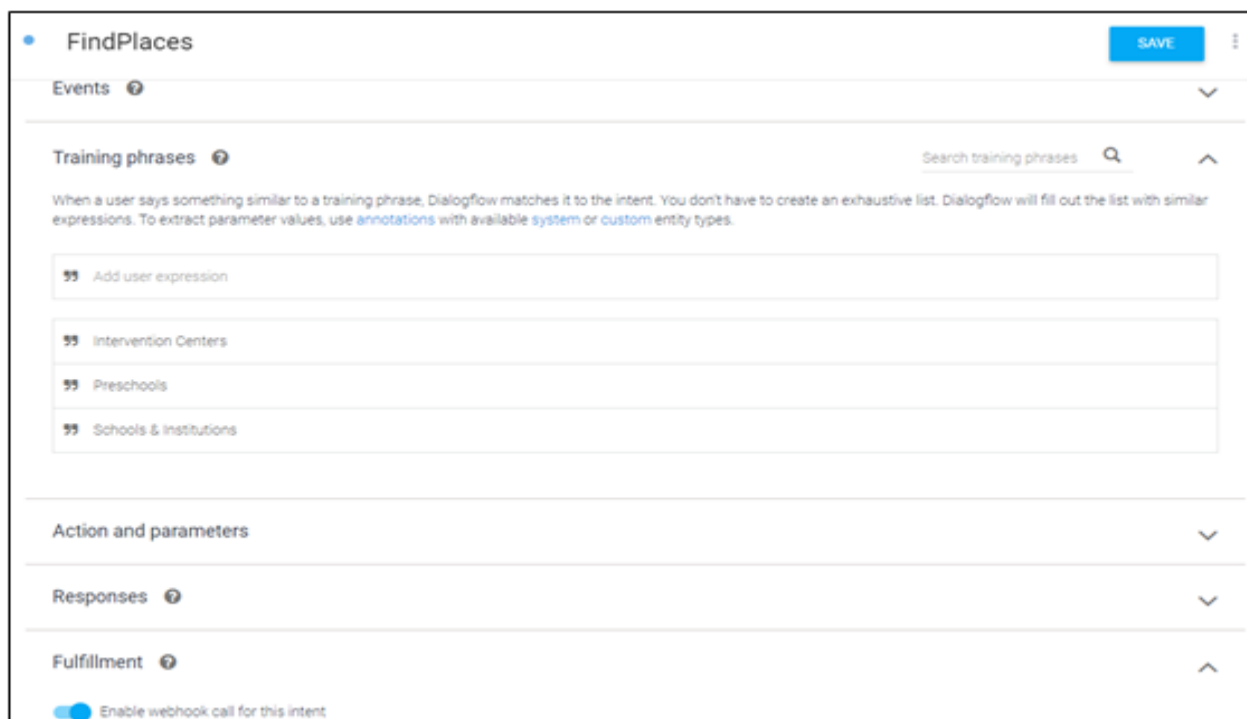 FindPlaces
SAVE
Events
Training phrases
Search training phrases
When a user says something similar to a training phrase, Dialogflow matches it to the intent. You don't have to create an exhaustive list. Dialogflow will fill out the list with similar
expressions. To extract parameter values, use annotations with available system or custom entity types.
Add user expression
Intervention Centers
Preschools
Schools & Institutions
Action and parameters
Responses
Fulfillment
Enable webhook call for this intent